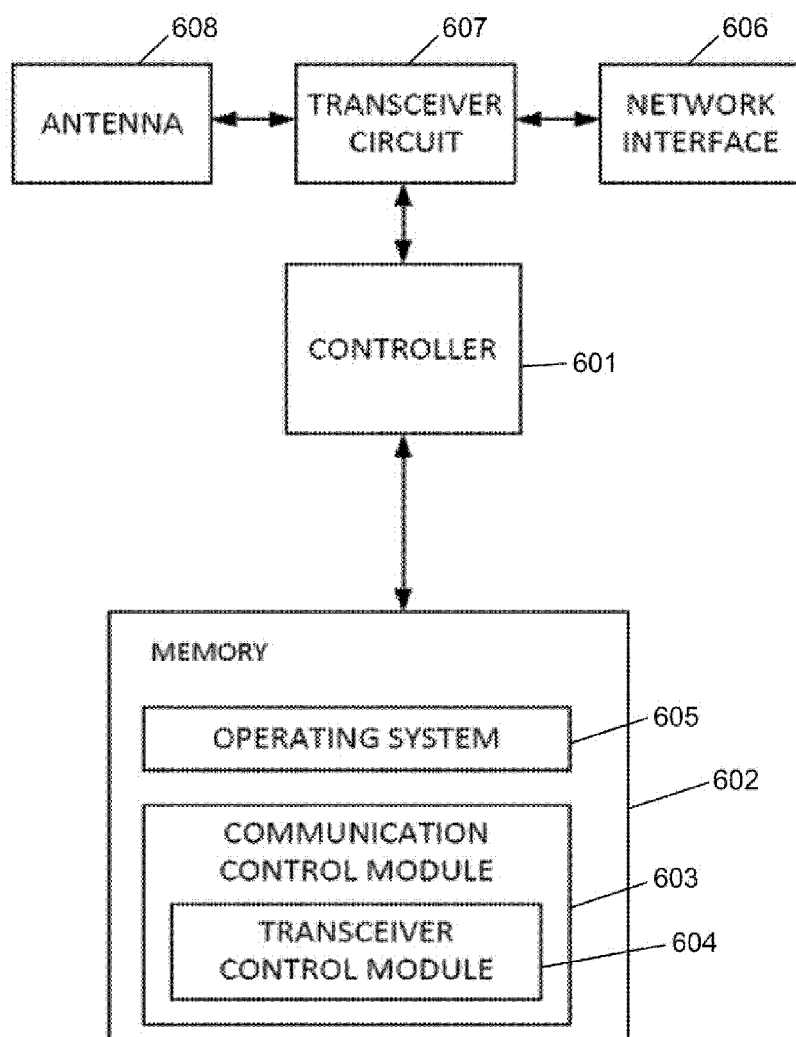 608
607
606
ANTENNA
TRANSCEIVER
CIRCUIT
NETWORK
INTERFACE
CONTROLLER
601
MEMORY
OPERATING SYSTEM
605
602
COMMUNICATION
CONTROL MODULE
603
TRANSCEIVER
CONTROL MODULE
604